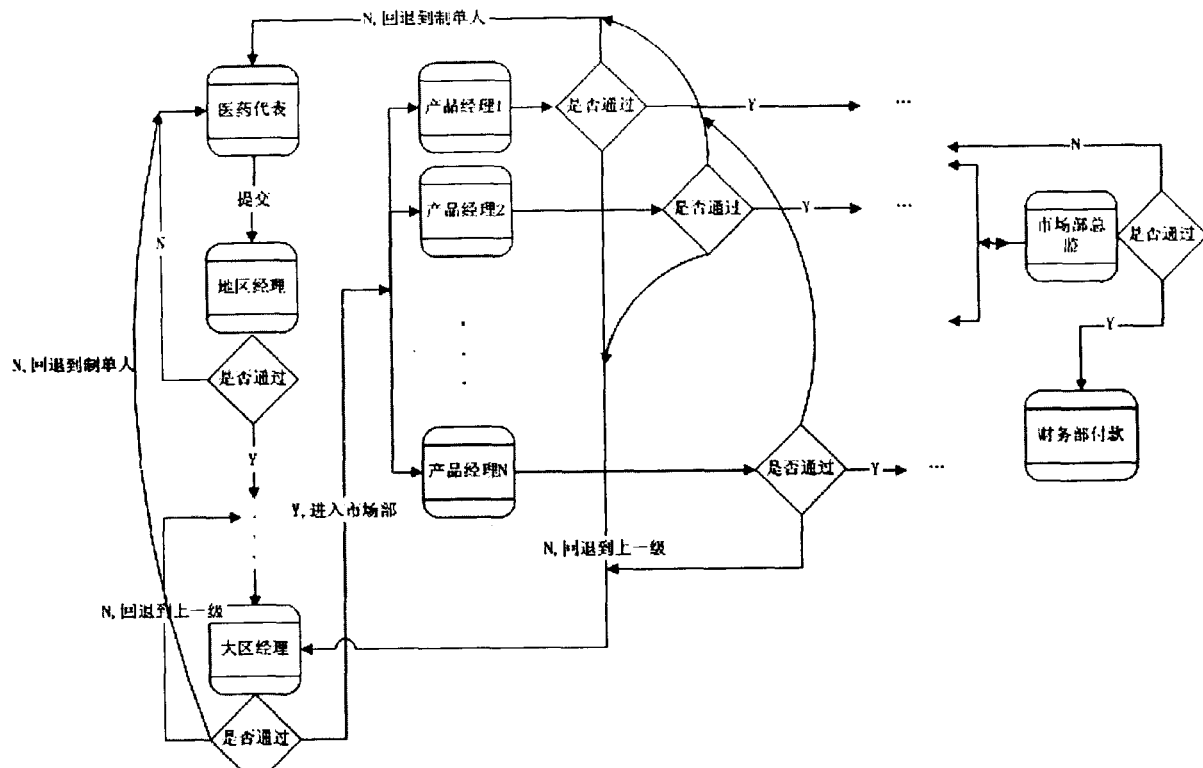 N,回退到制单人
医药代表
产品经理1
是否通过
Y
…
N
提交
产品经理2
是否通过
Y
…
市场部总
监
是否通过
N
地区经理
Y
N,回退到制单人
是否通过
财务部付款
Y
产品经理N
是否通过
Y
…
Y,进入市场部
N,回退到上一级
N,回退到上一级
大区经理
是否通过